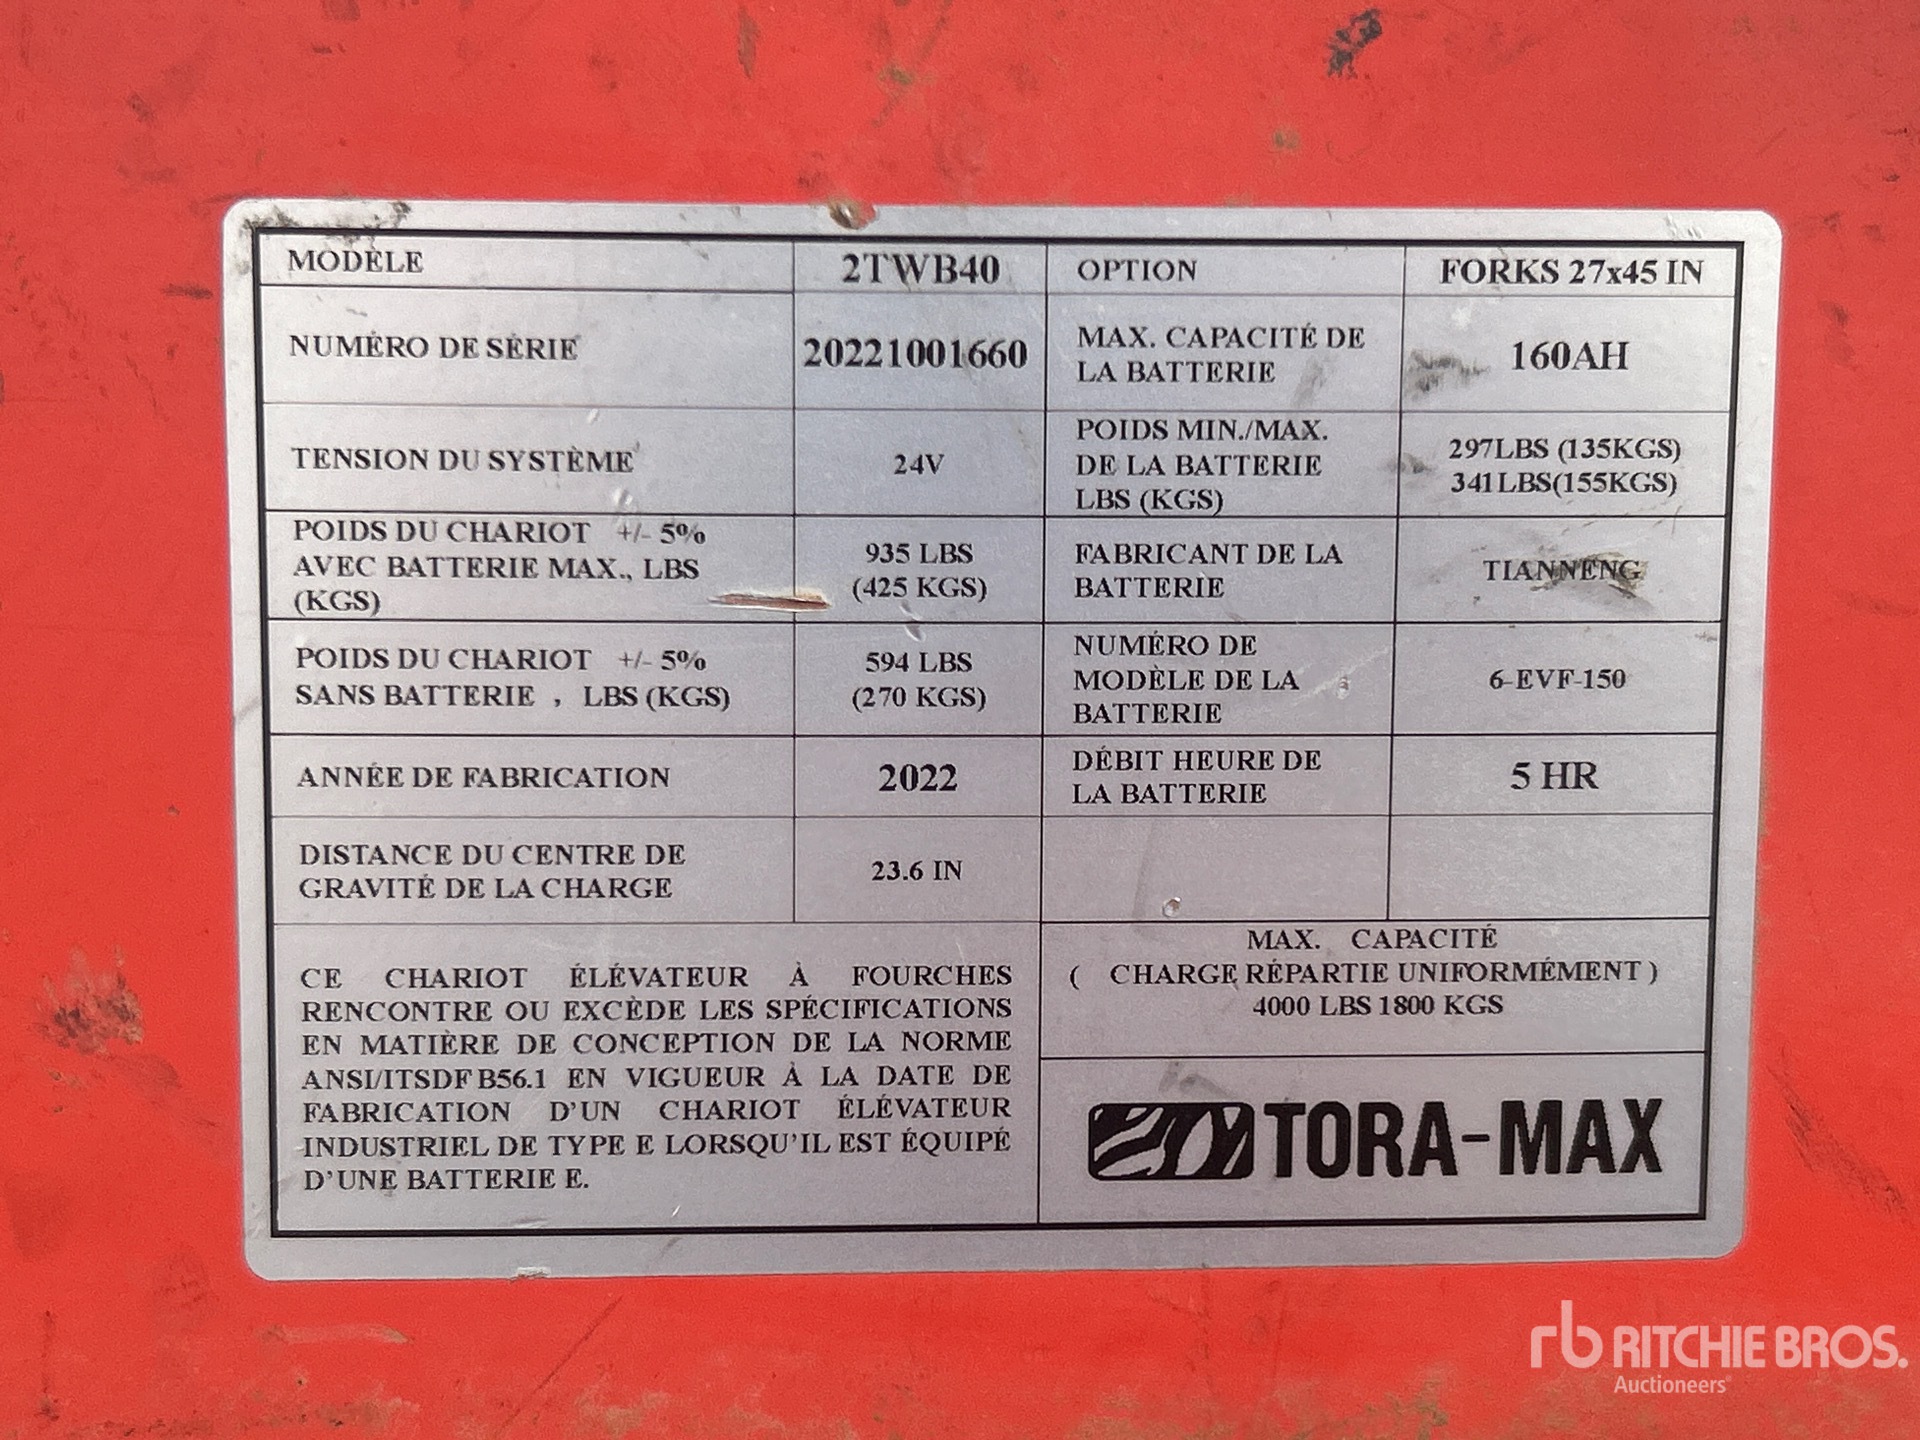 MODÈLE
2TWB40
OPTION
FORKS 27x45 IN
NUMÉRO DE SÉRIE
20221001660
MAX. CAPACITÉ DE
LA BATTERIE
160AH
TENSION DU SYSTÈME
24V
POIDS MIN./MAX.
DE LA BATTERIE
LBS (KGS)
297LBS (135KGS)
341LBS(155KGS)
POIDS DU CHARIOT +/- 5%
AVEC BATTERIE MAX., LBS
(KGS)
935 LBS
(425 KGS)
FABRICANT DE LA
BATTERIE
TIANNENG
POIDS DU CHARIOT +/- 5%
SANS BATTERIE , LBS (KGS)
594 LBS
(270 KGS)
NUMÉRO DE
MODÈLE DE LA
BATTERIE
6-EVF-150
ANNÉE DE FABRICATION
2022
DÉBIT HEURE DE
LA BATTERIE
5 HR
DISTANCE DU CENTRE DE
GRAVITÉ DE LA CHARGE
23.6 IN
CE CHARIOT ÉLÉVATEUR À FOURCHES
RENCONTRE OU EXCÈDE LES SPÉCIFICATIONS
EN MATIÈRE DE CONCEPTION DE LA NORME
ANSI/ITSDF B56.1 EN VIGUEUR À LA DATE DE
FABRICATION D'UN CHARIOT ÉLÉVATEUR
INDUSTRIEL DE TYPE E LORSQU'IL EST ÉQUIPÉ
D'UNE BATTERIE E.
MAX. CAPACITÉ
( CHARGE RÉPARTIE UNIFORMÉMENT )
4000 LBS 1800 KGS
TORA-MAX
rb RITCHIE BROS.
Auctioneers